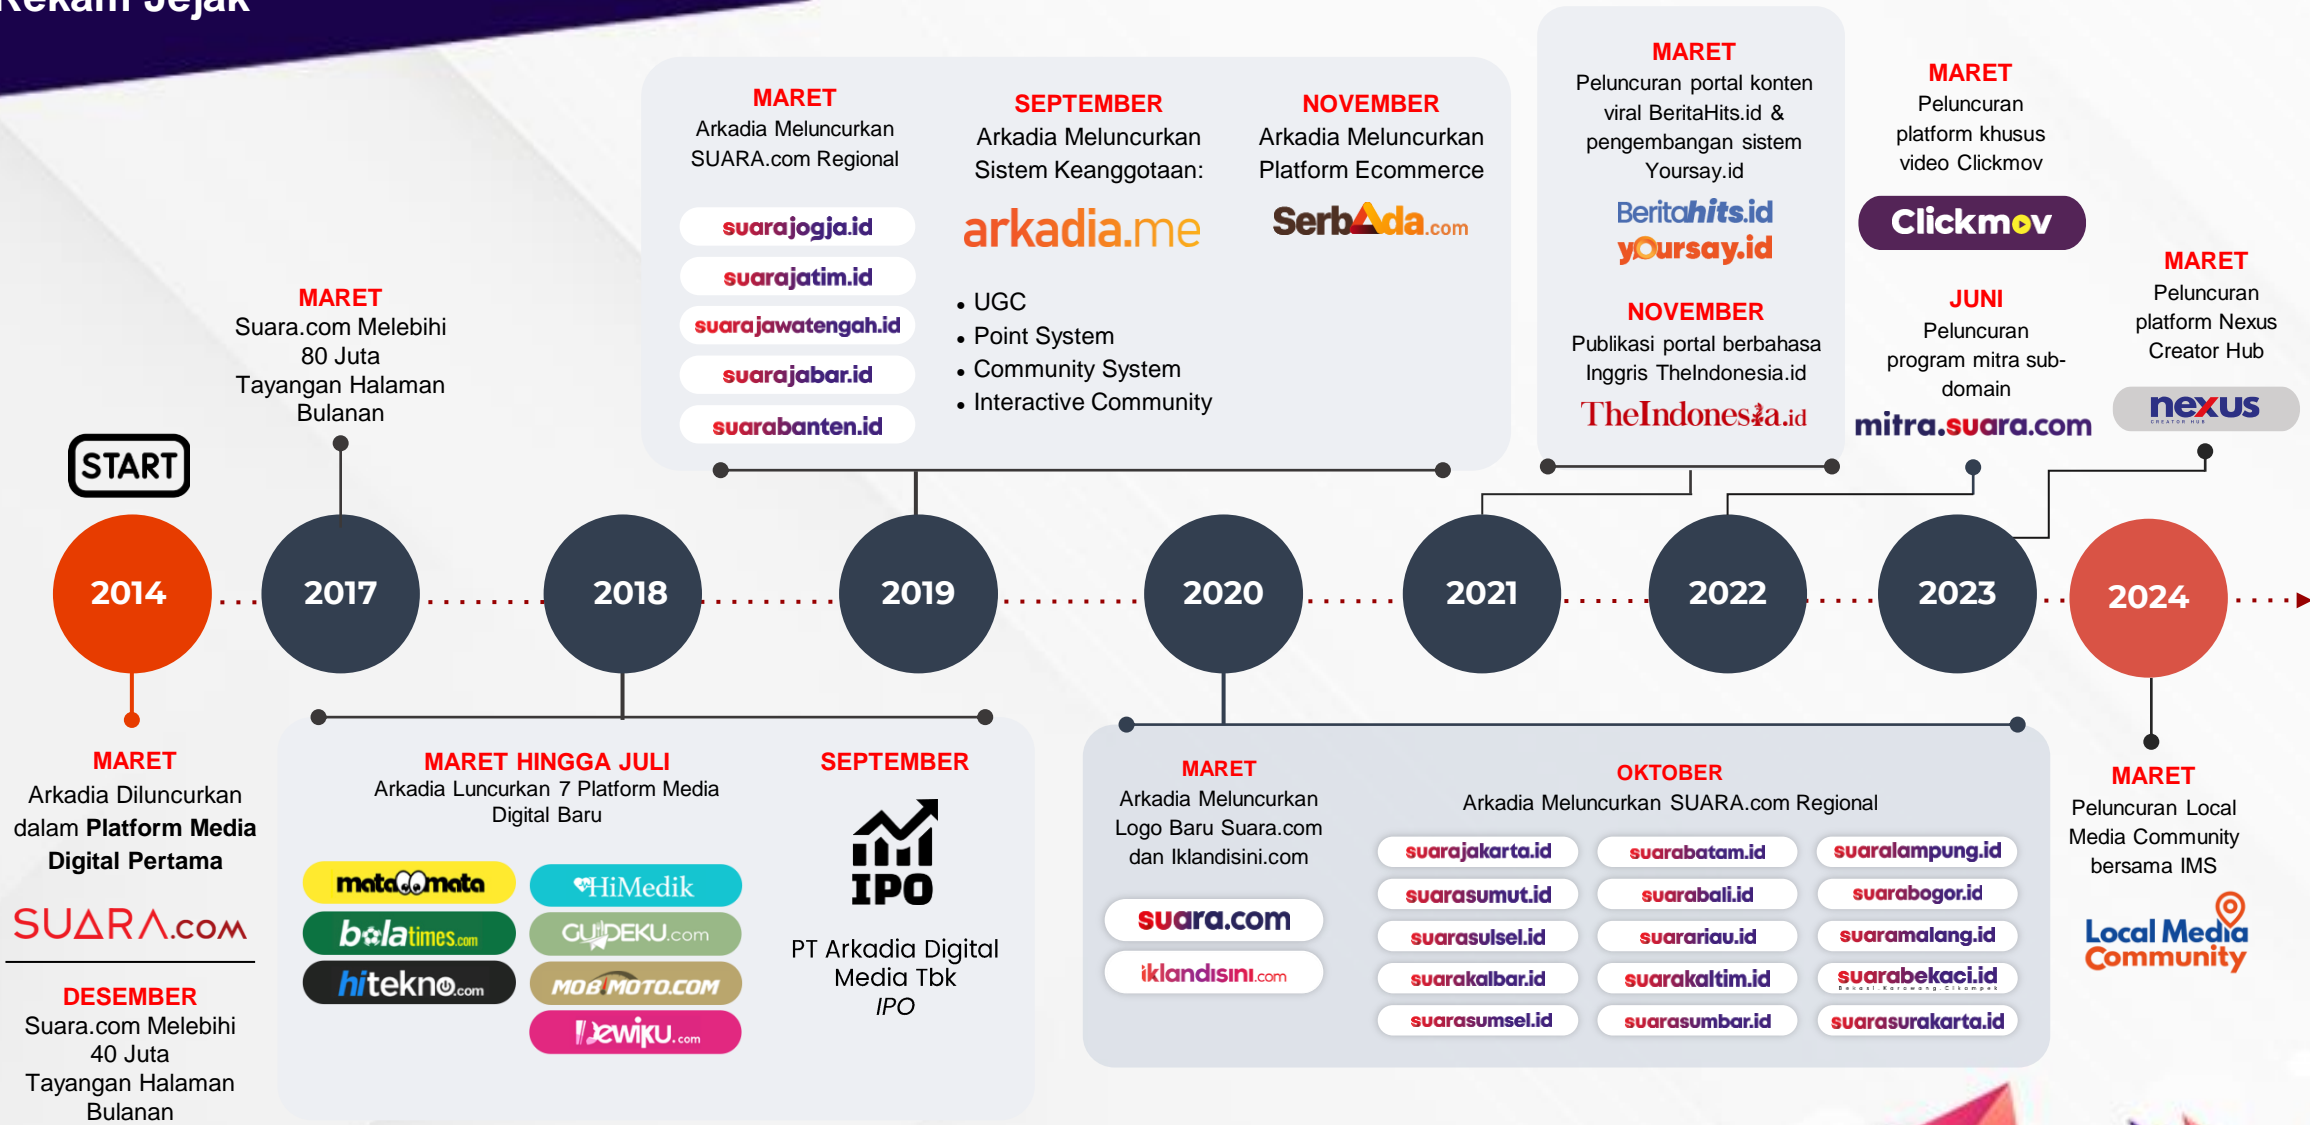 Rekam Jejak
START
2014
MARET
Arkadia Diluncurkan
dalam Platform Media
Digital Pertama
SUARA.COM
DESEMBER
Suara.com Melebihi
40 Juta
Tayangan Halaman
Bulanan
MARET
Suara.com Melebihi
80 Juta
Tayangan Halaman
Bulanan
2017
2018
MARET HINGGA JULI
Arkadia Luncurkan 7 Platform Media
Digital Baru
matamata
bolatimes.com
hitekno.com
HiMedik
GUIDEKU.com
MOBIMOTO.COM
Dewiku.com
SEPTEMBER
IPO
PT Arkadia Digital
Media Tbk
IPO
MARET
Arkadia Meluncurkan
SUARA.com Regional
suarajogja.id
suarajatim.id
suarajawatengah.id
suarajabar.id
suarabanten.id
SEPTEMBER
Arkadia Meluncurkan
Sistem Keanggotaan:
arkadia.me
• UGC
• Point System
• Community System
• Interactive Community
NOVEMBER
Arkadia Meluncurkan
Platform Ecommerce
SerbAda.com
2019
2020
MARET
Arkadia Meluncurkan
Logo Baru Suara.com
dan Iklandisini.com
suara.com
iklandisini.com
OKTOBER
Arkadia Meluncurkan SUARA.com Regional
suarajakarta.id
suarasumut.id
suarasulsel.id
suarakalbar.id
suarasumsel.id
suarabatam.id
suarabali.id
suarariau.id
suarakaltim.id
suarasumbar.id
suaralampung.id
suarabogor.id
suaramalang.id
suarabekaci.id
Bekasi.Karawang.Cikampek
suarasurakarta.id
MARET
Peluncuran portal konten
viral BeritaHits.id &
pengembangan sistem
Yoursay.id
Beritahits.id
yoursay.id
NOVEMBER
Publikasi portal berbahasa
Inggris TheIndonesia.id
TheIndonesia.id
2021
MARET
Peluncuran
platform khusus
video Clickmov
Clickmov
JUNI
Peluncuran
program mitra sub-
domain
mitra.suara.com
2022
MARET
Peluncuran
platform Nexus
Creator Hub
nexus
CREATOR HUB
2023
2024
MARET
Peluncuran Local
Media Community
bersama IMS
Local Media
Community